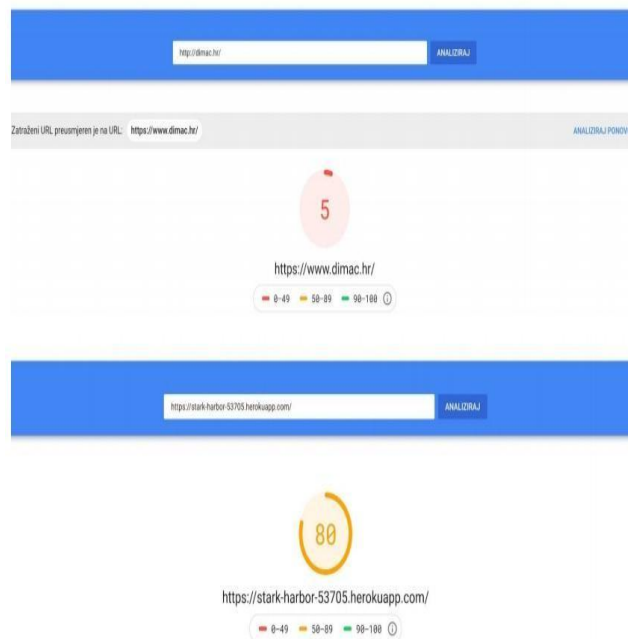 http://dimac.hr/ ANALIZIRAJ
Zatraženi URL preusmjeren je na URL: https://www.dimac.hr/ ANALIZIRAJ PONOVO
5
https://www.dimac.hr/
0-49 50-89 90-100
https://stark-harbor-53705.herokuapp.com/ ANALIZIRAJ
80
https://stark-harbor-53705.herokuapp.com/
0-49 50-89 90-100